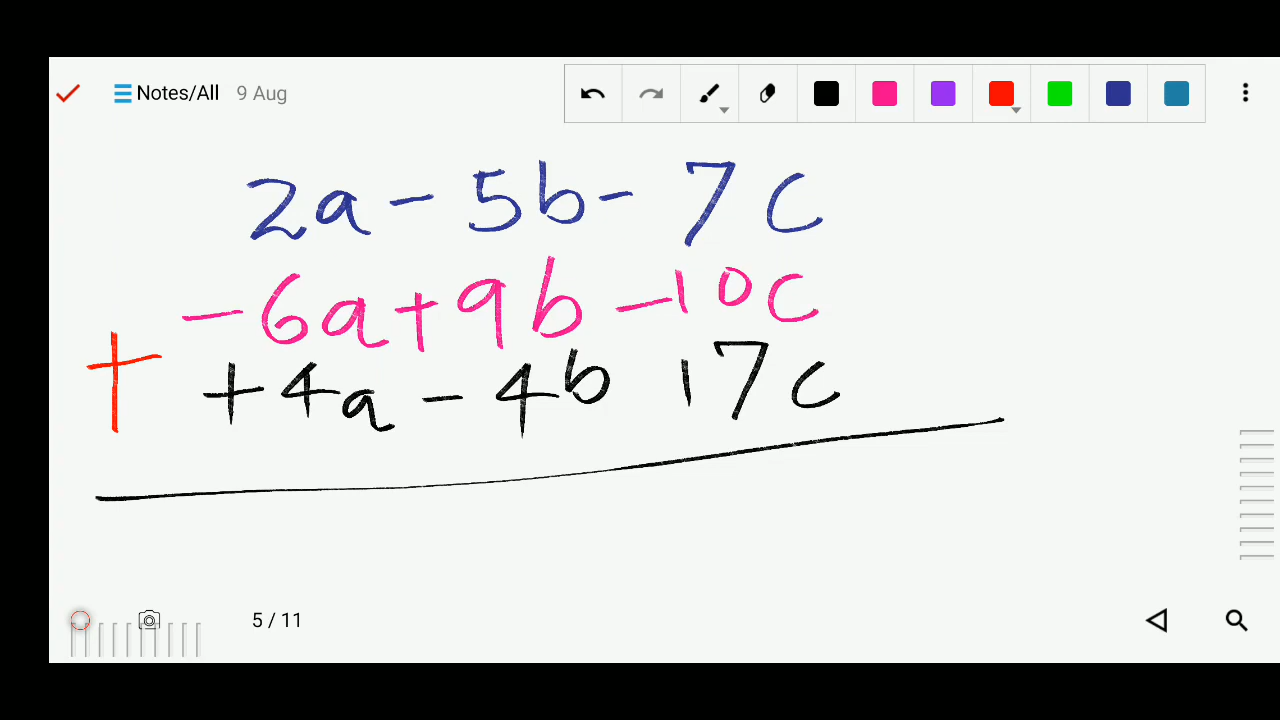 Notes/All 9 Aug
2a - 5b - 7c
-6a + 9b - 10c
+ +4a - 4b 17c
5 / 11